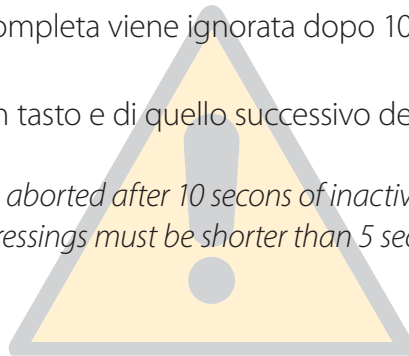 ompleta viene ignorata dopo 10
n tasto e di quello successivo de
aborted after 10 secons of inactiv
ressings must be shorter than 5 sec